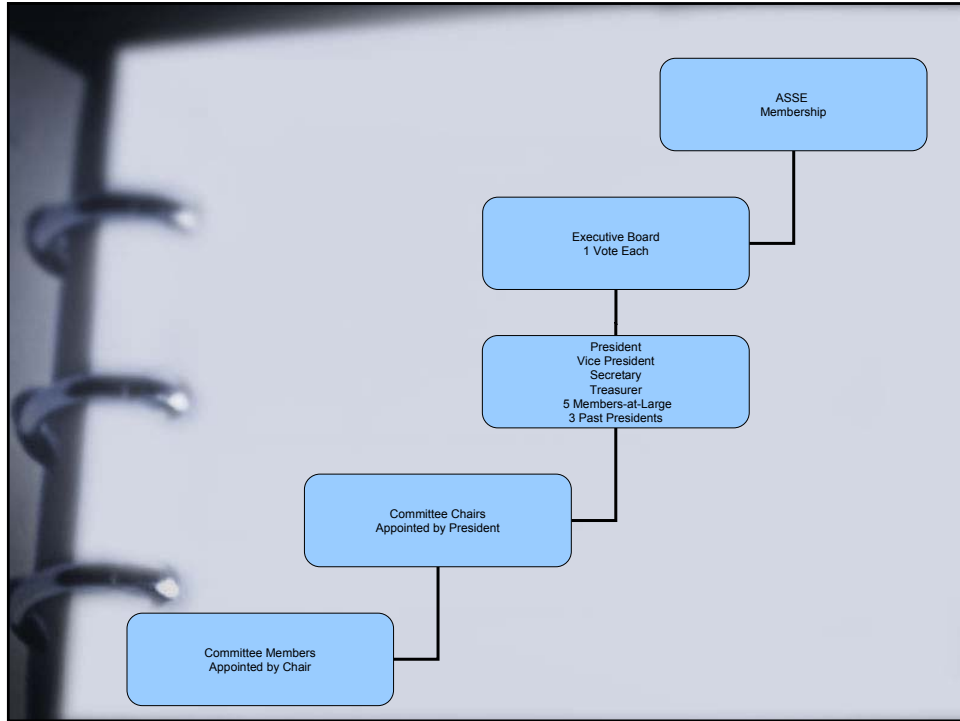 ASSE
Membership
Executive Board
1 Vote Each
President
Vice President
Secretary
Treasurer
5 Members-at-Large
3 Past Presidents
Committee Chairs
Appointed by President
Committee Members
Appointed by Chair